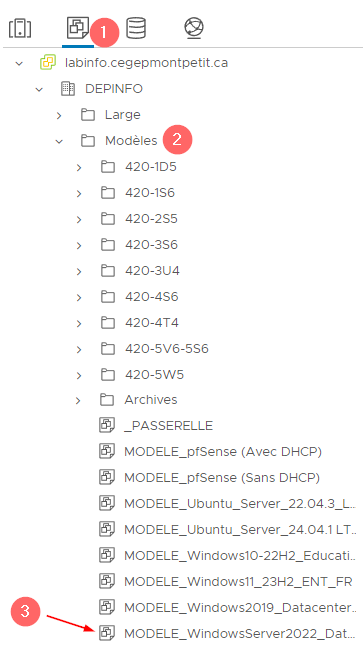 1
labinfo.cegepmontpetit.ca
DEPINFO
Large
Modèles 2
420-1D5
420-1S6
420-2S5
420-3S6
420-3U4
420-4S6
420-4T4
420-5V6-5S6
420-5W5
Archives
_PASSERELLE
MODELE_pfSense (Avec DHCP)
MODELE_pfSense (Sans DHCP)
MODELE_Ubuntu_Server_22.04.3_L...
MODELE_Ubuntu_Server_24.04.1 LT...
MODELE_Windows10-22H2_Educati...
MODELE_Windows11_23H2_ENT_FR
MODELE_Windows2019_Datacenter...
3 MODELE_WindowsServer2022_Dat...